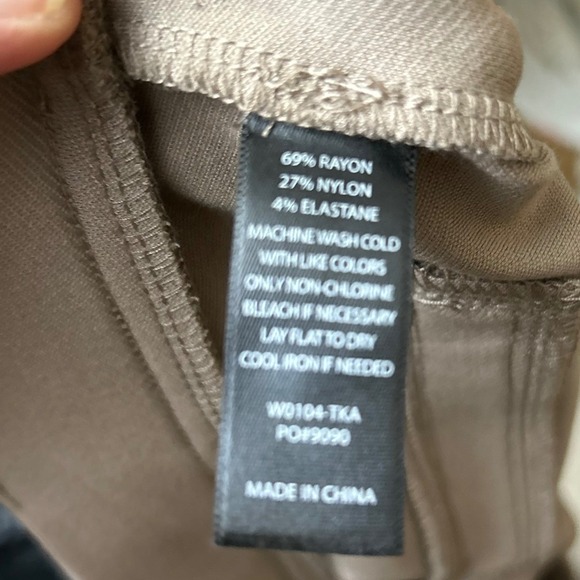 69% RAYON
27% NYLON
4% ELASTANE
MACHINE WASH COLD
WITH LIKE COLORS
ONLY NON-CHLORINE
BLEACH IF NECESSARY
LAY FLAT TO DRY
COOL IRON IF NEEDED
W0104-TKA
PO#9090
MADE IN CHINA